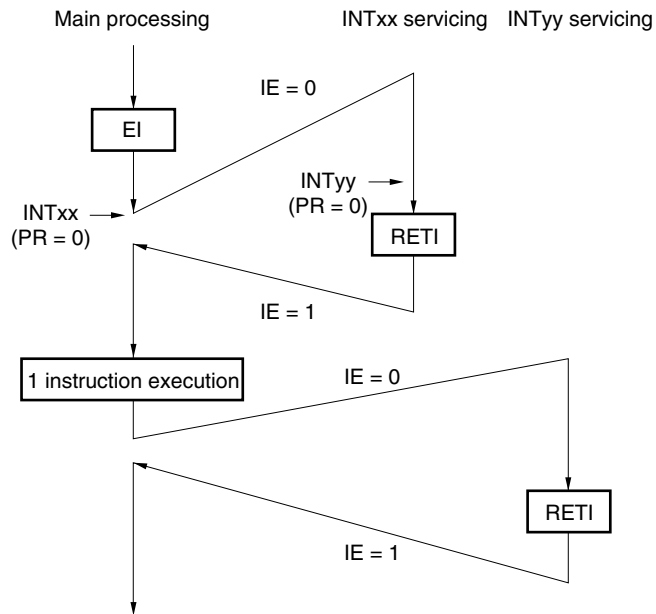 Main processing
INTxx servicing
INTyy servicing
IE = 0
EI
INTyy
(PR = 0)
INTxx
(PR = 0)
RETI
IE = 1
1 instruction execution
IE = 0
RETI
IE = 1